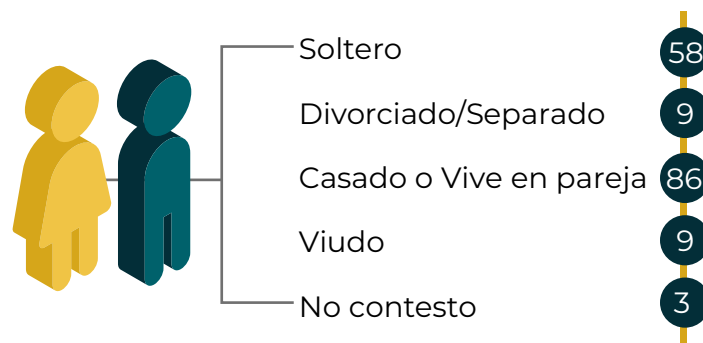 Soltero 58
Divorciado/Separado 9
Casado o Vive en pareja 86
Viudo 9
No contesto 3